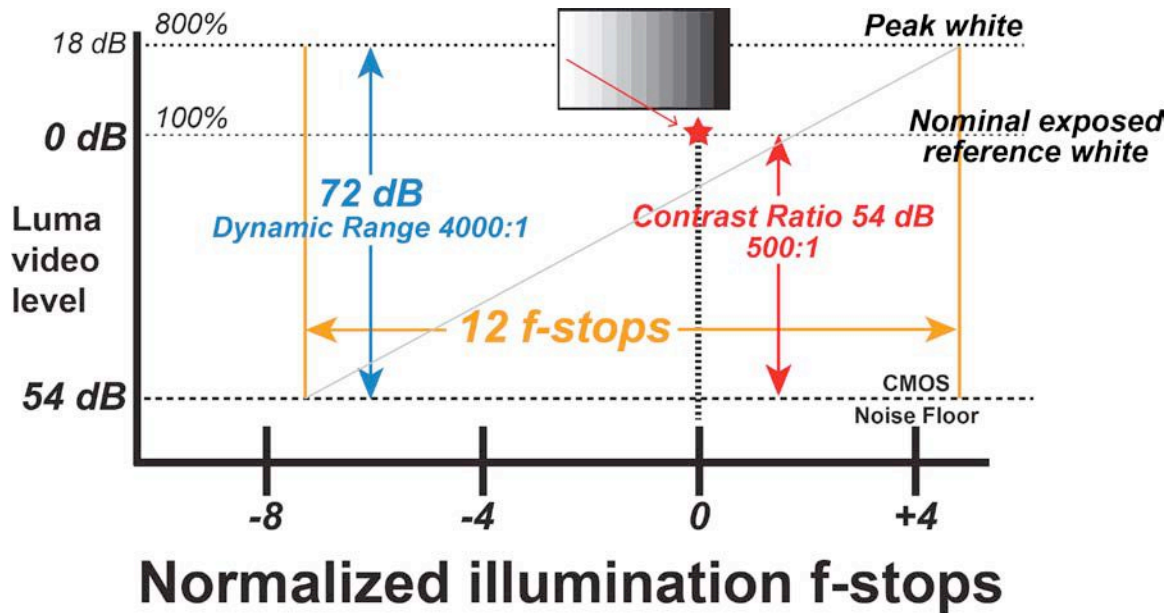 800%
18 dB
Peak white
100%
0 dB
Nominal exposed
reference white
72 dB
Dynamic Range 4000:1
Contrast Ratio 54 dB
500:1
Luma
video
level
12 f-stops
54 dB
CMOS
Noise Floor
-8
-4
0
+4
Normalized illumination f-stops